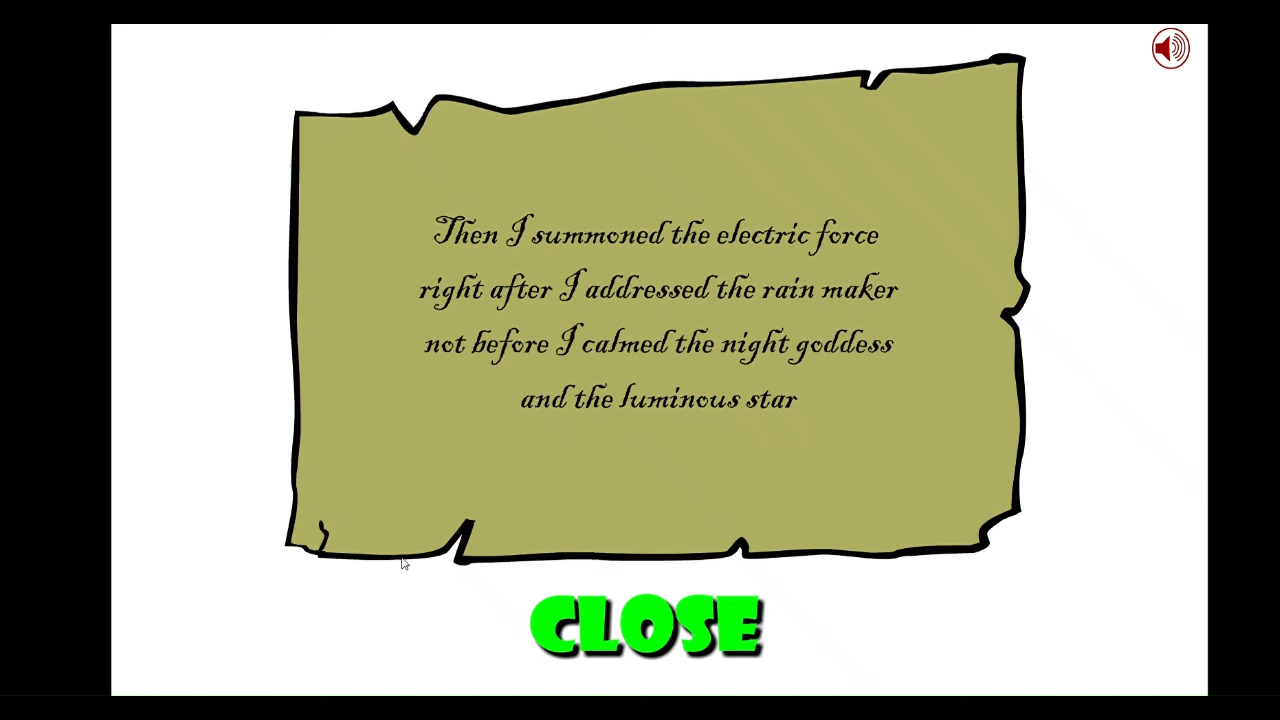 Then I summoned the electric force
right after I addressed the rain maker
not before I calmed the night goddess
and the luminous star
CLOSE